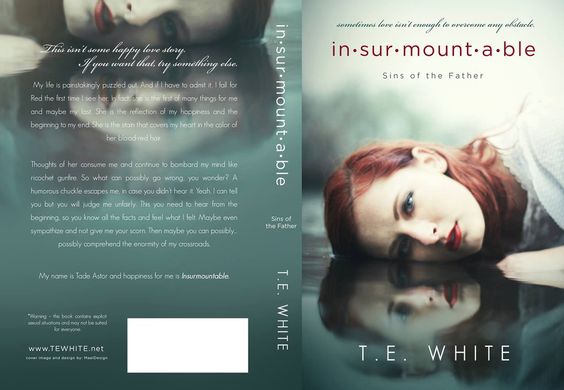 This isn't some happy love story.
If you want that, try something else.
My life is painstakingly puzzled out. And if I have to admit it, I fall for
Red the first time I see her. In fact, she is the first of many things for me
and maybe my last. She is the reflection of my happiness and the
beginning to my end. She is the stain that covers my heart in the color of
her blood-red hair.
Thoughts of her consume me and continue to bombard my mind like
ricochet gunfire. So what can possibly go wrong, you wonder? A
humorous chuckle escapes me, in case you didn't hear it. Yeah, I can tell
you but you will judge me unfairly. This you need to hear from the
beginning, so you know all the facts and feel what I felt. Maybe even
sympathize and not give me your scorn. Then maybe you can possibly...
possibly comprehend the enormity of my crossroads.
My name is Tade Astor and happiness for me is Insurmountable.
*Warning – this book contains explicit
sexual situations and may not be suited
for everyone.
www.TEWHITE.net
cover image and design by: MaeIDesign
in•sur•mount•a•ble
Sins of
the Father
T.E. WHITE
sometimes love isn't enough to overcome any obstacle.
in•sur•mount•a•ble
Sins of the Father
T.E. WHITE